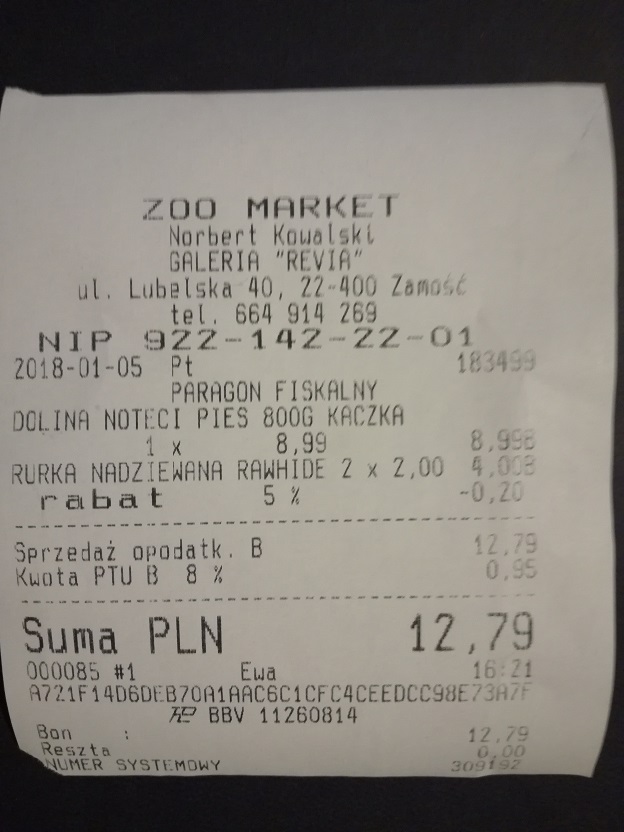 ZOO MARKET
Norbert Kowalski
GALERIA "REVIA"
ul. Lubelska 40, 22-400 Zamość
tel. 664 914 269
NIP 922-142-22-01
2018-01-05 Pt 183499
PARAGON FISKALNY
DOLINA NOTECI PIES 800G KACZKA
1 x 8,99 8,99B
RURKA NADZIEWANA RAWHIDE 2 x 2,00 4,00B
rabat 5 % -0,20
Sprzedaż opodatk. B 12,79
Kwota PTU B 8 % 0,95
Suma PLN 12,79
000085 #1 Ewa 16:21
A721F14D6DEB70A1AAC6C1CFC4CEEDCC98E73A7F
BBV 11260814
Bon : 12,79
Reszta 0,00
NUMER SYSTEMOWY 309192